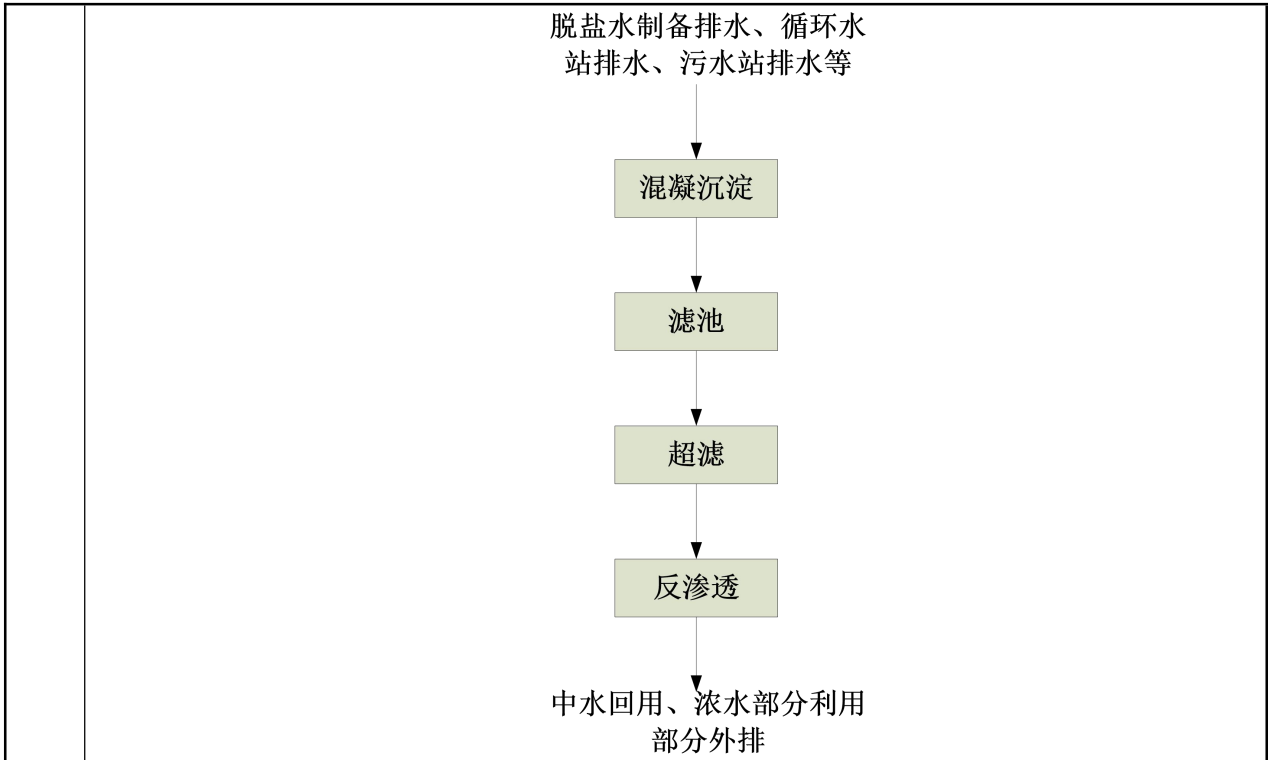 脱盐水制备排水、循环水
站排水、污水站排水等
混凝沉淀
滤池
超滤
反渗透
中水回用、浓水部分利用
部分外排